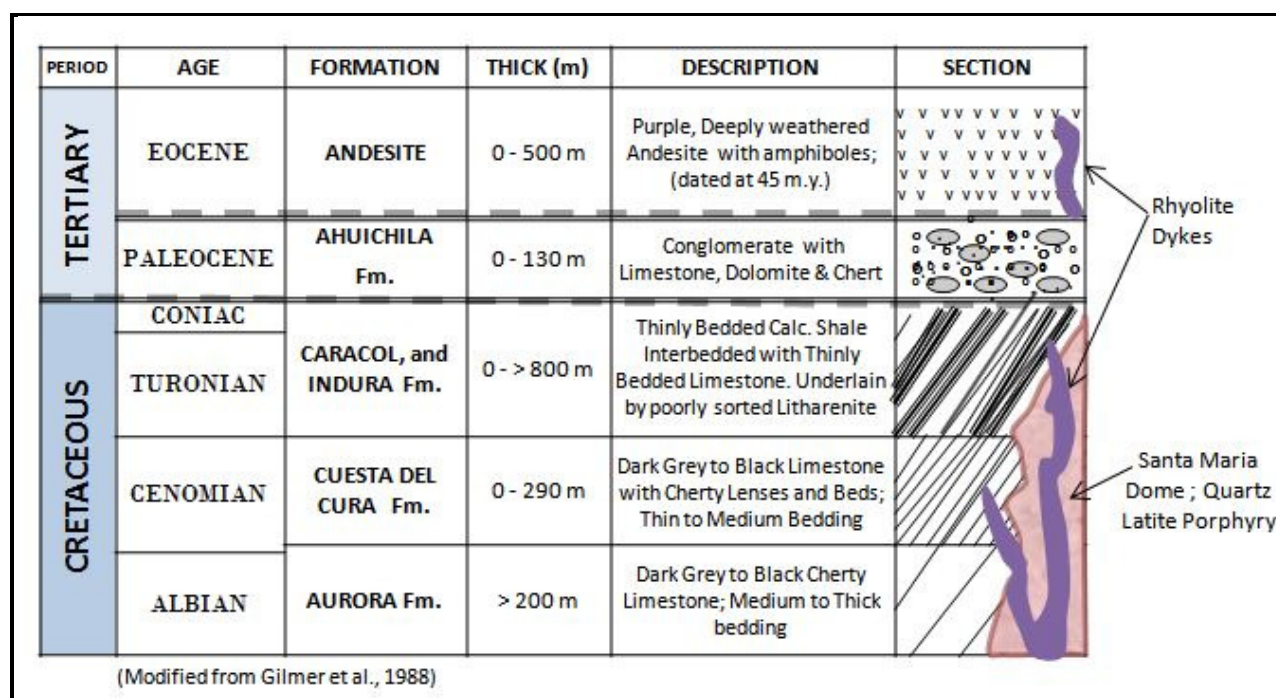 PERIOD AGE FORMATION THICK (m) DESCRIPTION SECTION
TERTIARY
EOCENE
ANDESITE
0 - 500 m
Purple, Deeply weathered
Andesite with amphiboles;
(dated at 45 m.y.)
PALEOCENE
AHUICHILA
Fm.
0 - 130 m
Conglomerate with
Limestone, Dolomite & Chert
CRETACEOUS
CONIAC
TURONIAN
CARACOL, and
INDURA Fm.
0 - > 800 m
Thinly Bedded Calc. Shale
Interbedded with Thinly
Bedded Limestone. Underlain
by poorly sorted Litharenite
CENOMIAN
CUESTA DEL
CURA Fm.
0 - 290 m
Dark Grey to Black Limestone
with Cherty Lenses and Beds;
Thin to Medium Bedding
ALBIAN
AURORA Fm.
> 200 m
Dark Grey to Black Cherty
Limestone; Medium to Thick
bedding
Rhyolite
Dykes
Santa Maria
Dome ; Quartz
Latite Porphyry
(Modified from Gilmer et al., 1988)